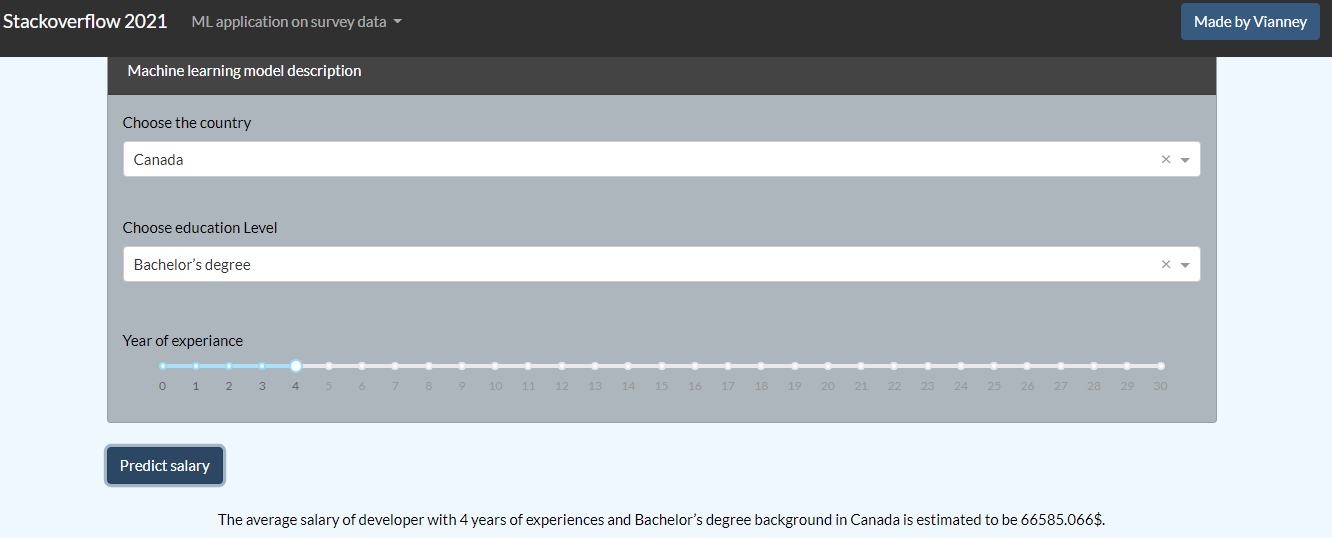 Stackoverflow 2021 ML application on survey data Made by Vianney
Machine learning model description
Choose the country
Canada ×
Choose education Level
Bachelor’s degree ×
Year of experiance
0 1 2 3 4 5 6 7 8 9 10 11 12 13 14 15 16 17 18 19 20 21 22 23 24 25 26 27 28 29 30
Predict salary
The average salary of developer with 4 years of experiences and Bachelor’s degree background in Canada is estimated to be 66585.066$.